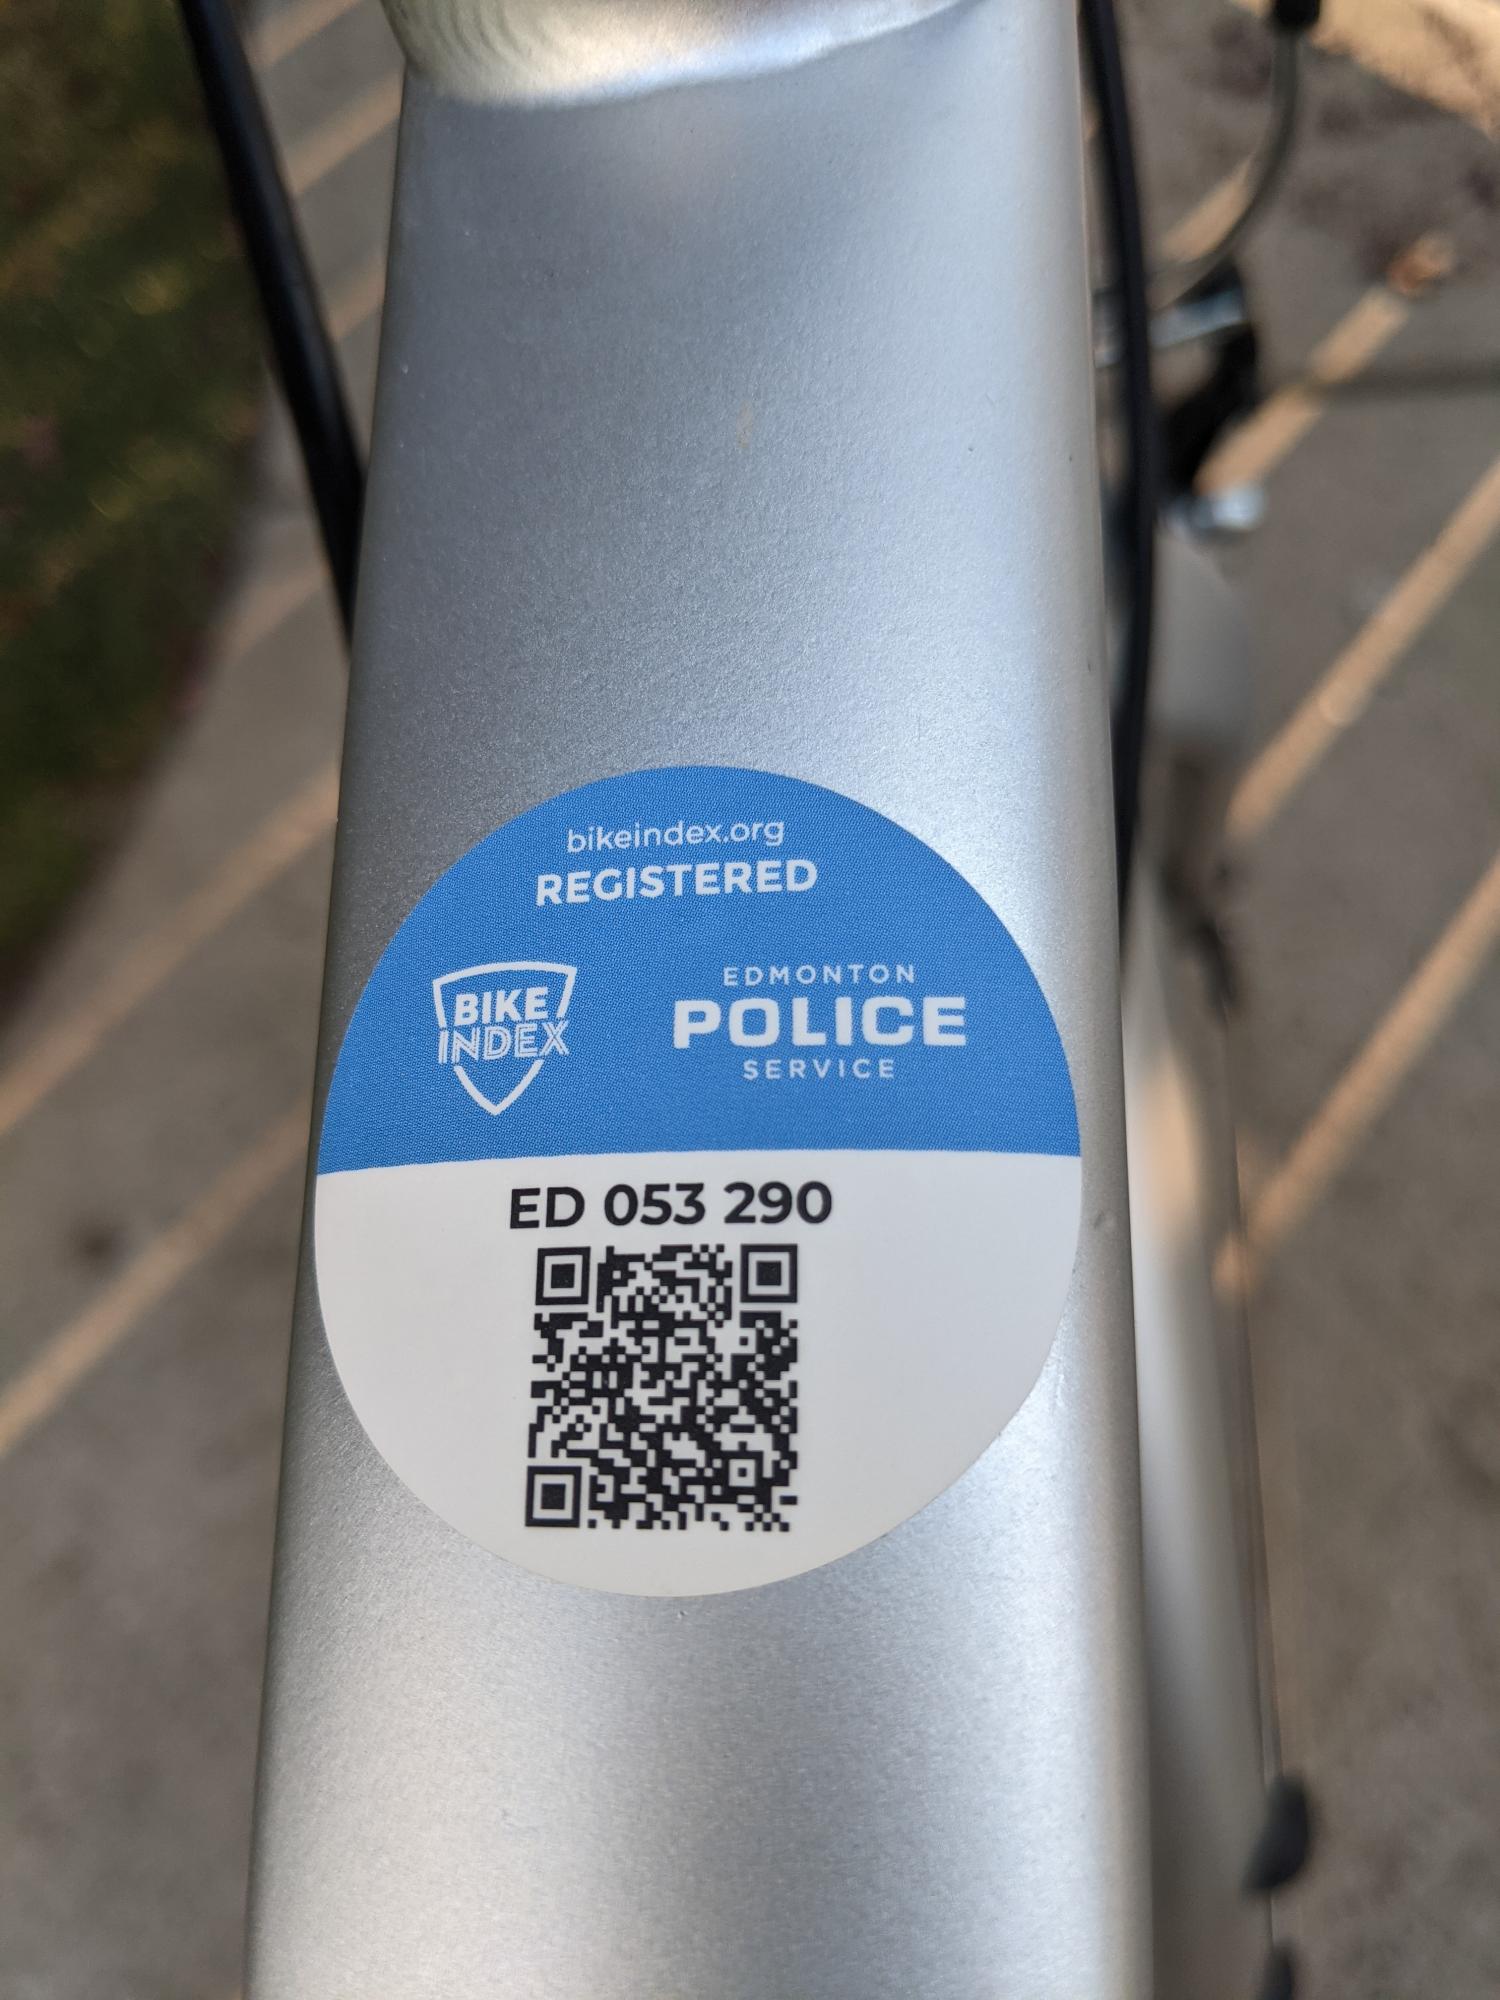 bikeindex.org
REGISTERED
BIKE
INDEX
EDMONTON
POLICE
SERVICE
ED 053 290